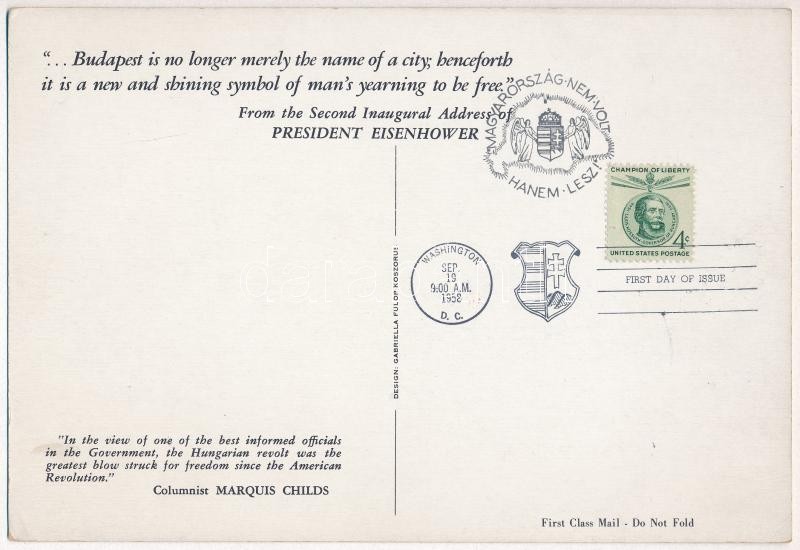 “... Budapest is no longer merely the name of a city; henceforth
it is a new and shining symbol of man's yearning to be free.”
From the Second Inaugural Address of
PRESIDENT EISENHOWER
MAGYARORSZÁG·NEM·VOLT
HANEM·LESZ!
CHAMPION OF LIBERTY
4c
UNITED STATES POSTAGE
WASHINGTON
SEP.
19
9:00 A.M.
1958
D. C.
FIRST DAY OF ISSUE
DESIGN: GABRIELLA FULOP KOSZORUS
"In the view of one of the best informed officials
in the Government, the Hungarian revolt was the
greatest blow struck for freedom since the American
Revolution."
Columnist MARQUIS CHILDS
First Class Mail - Do Not Fold